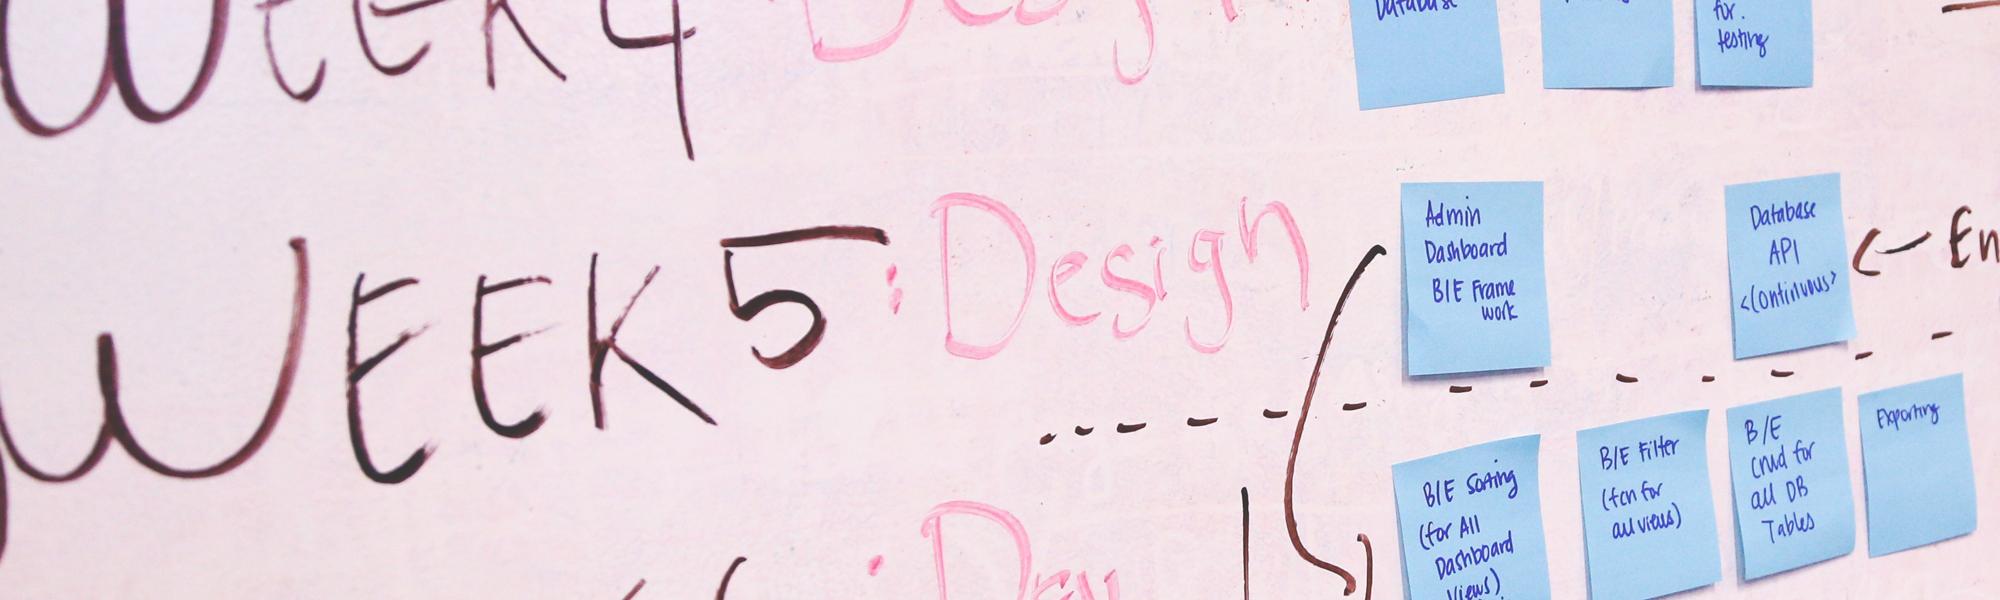 WEEK 4 Design
Database
for.
testing
WEEK 5: Design
Admin
Dashboard
B/E Frame
work
Database
API
<Continuous>
B/E Sorting
(for All
Dashboard
Views)
B/E Filter
(fcn for
all views)
B/E
crud for
all DB
Tables
Exporting
: Dev